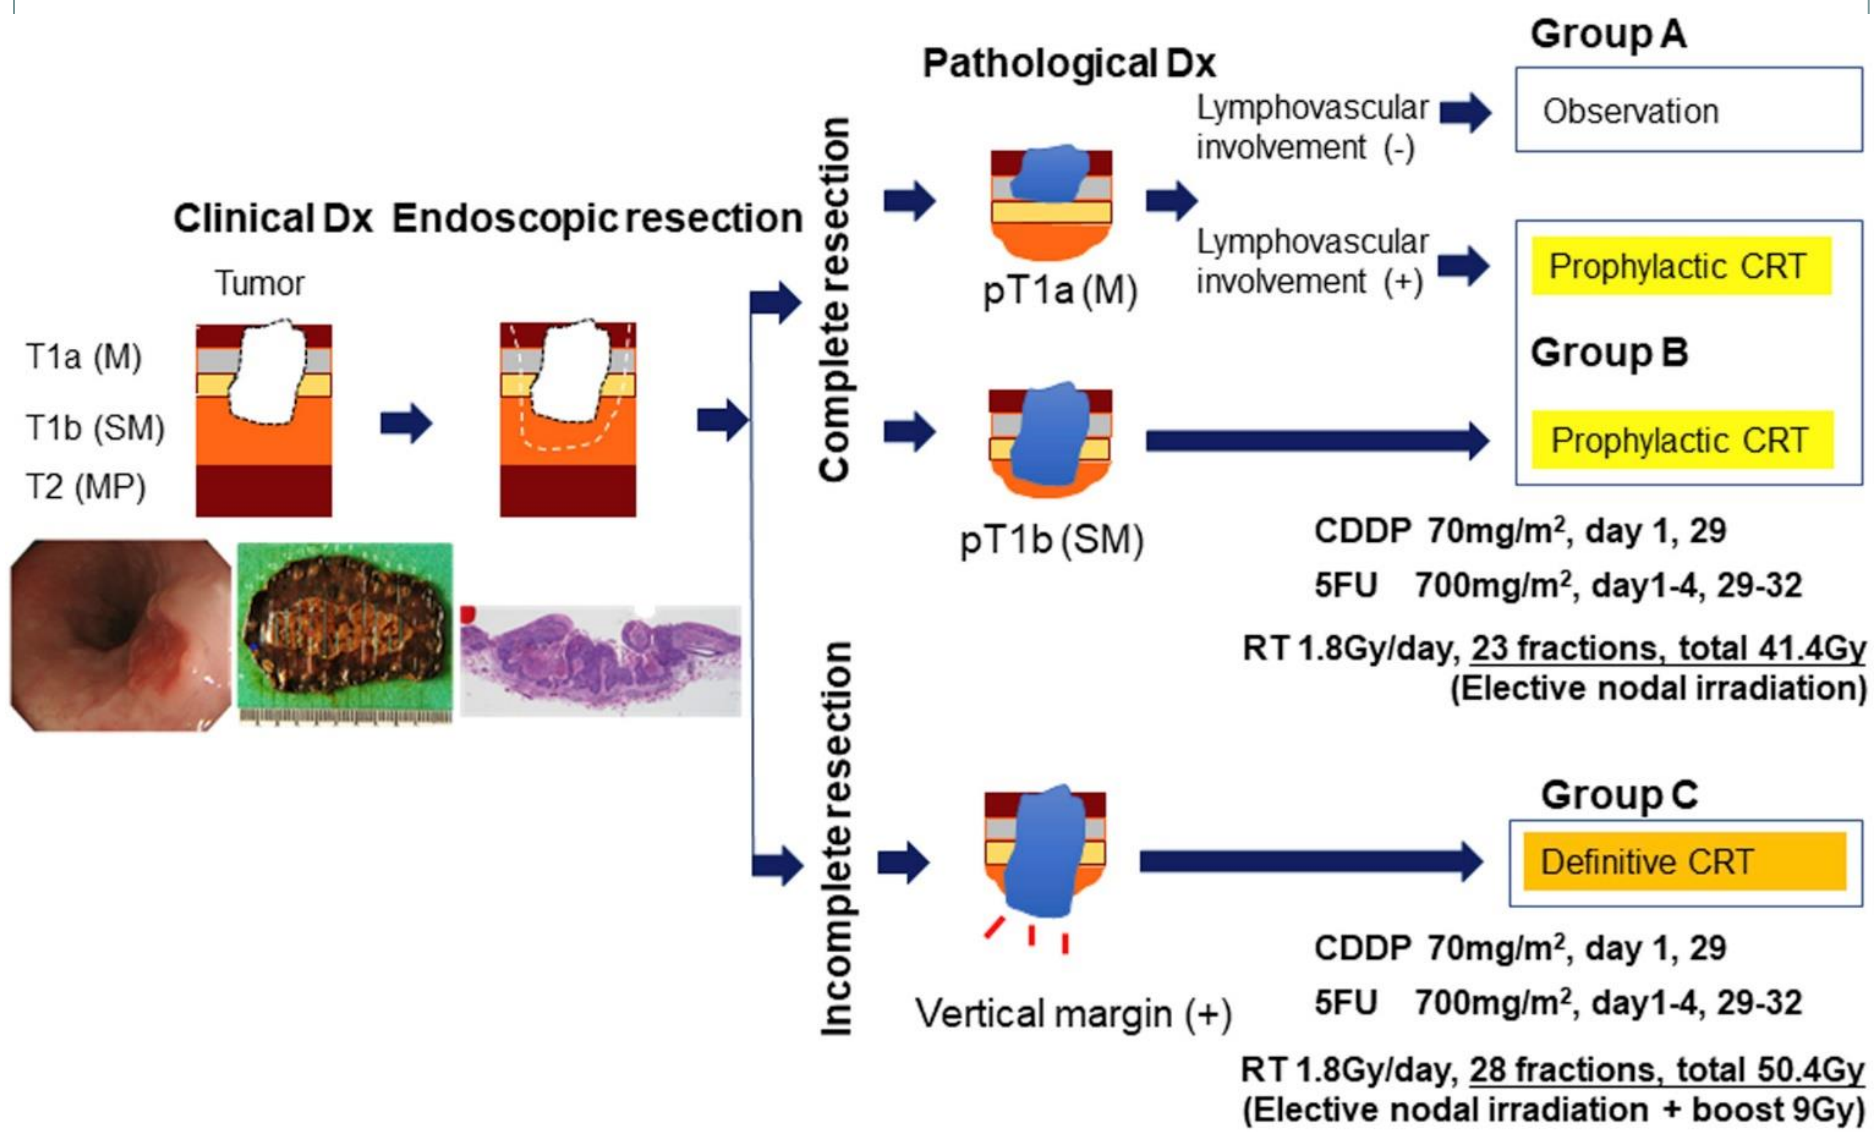 Clinical Dx
Endoscopic resection
Tumor
T1a (M)
T1b (SM)
T2 (MP)
Complete resection
Incomplete resection
Pathological Dx
pT1a (M)
Lymphovascular
involvement (-)
Lymphovascular
involvement (+)
pT1b (SM)
Vertical margin (+)
Group A
Observation
Prophylactic CRT
Group B
Prophylactic CRT
CDDP 70mg/m², day 1, 29
5FU 700mg/m², day1-4, 29-32
RT 1.8Gy/day, 23 fractions, total 41.4Gy
(Elective nodal irradiation)
Group C
Definitive CRT
CDDP 70mg/m², day 1, 29
5FU 700mg/m², day1-4, 29-32
RT 1.8Gy/day, 28 fractions, total 50.4Gy
(Elective nodal irradiation + boost 9Gy)